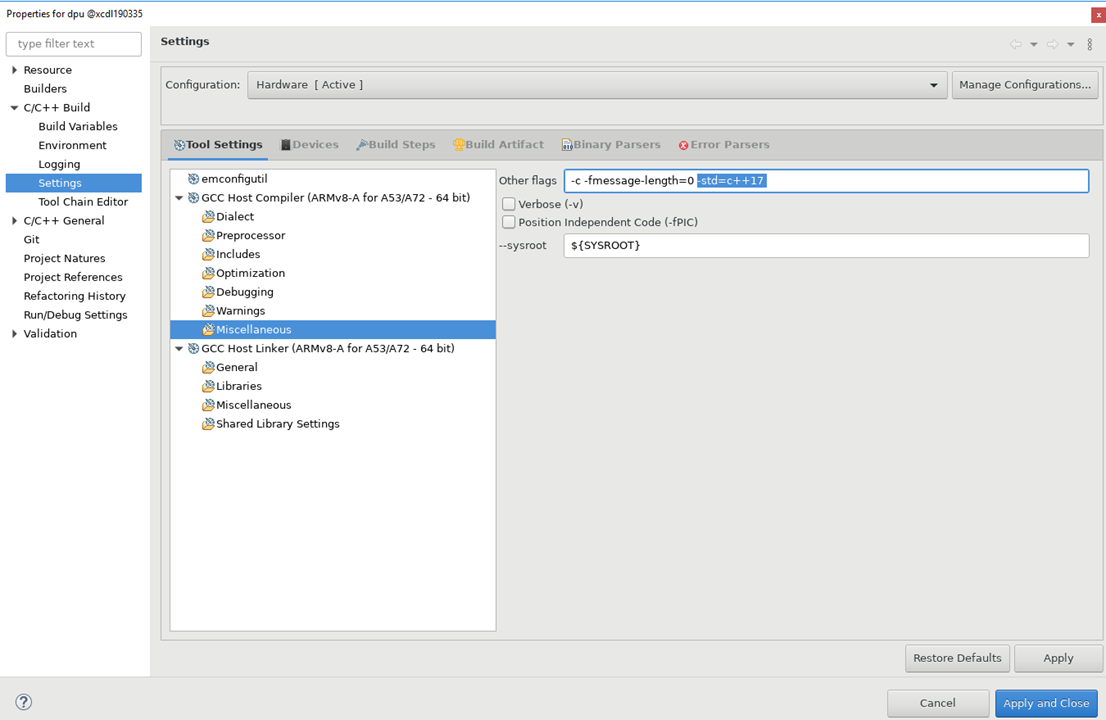 Properties for dpu @xcdl190335
x
type filter text
Resource
Builders
C/C++ Build
Build Variables
Environment
Logging
Settings
Tool Chain Editor
C/C++ General
Git
Project Natures
Project References
Refactoring History
Run/Debug Settings
Validation
Settings
Configuration: Hardware [ Active ] Manage Configurations...
Tool Settings Devices Build Steps Build Artifact Binary Parsers Error Parsers
emconfigutil
GCC Host Compiler (ARMv8-A for A53/A72 - 64 bit)
Dialect
Preprocessor
Includes
Optimization
Debugging
Warnings
Miscellaneous
GCC Host Linker (ARMv8-A for A53/A72 - 64 bit)
General
Libraries
Miscellaneous
Shared Library Settings
Other flags -c -fmessage-length=0 -std=c++17
Verbose (-v)
Position Independent Code (-fPIC)
--sysroot ${SYSROOT}
Restore Defaults Apply
? Cancel Apply and Close